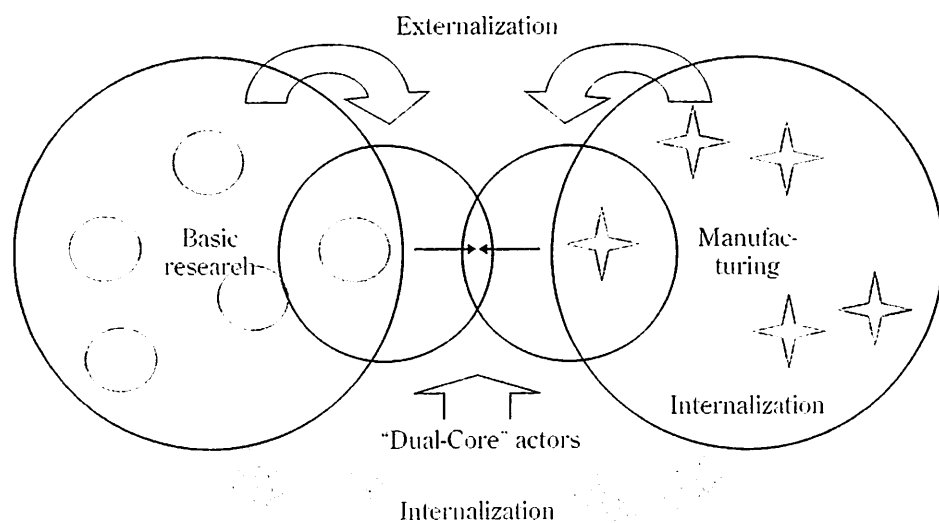 Externalization
Basic
research
Manufac-
turing
Internalization
"Dual-Core" actors
Internalization